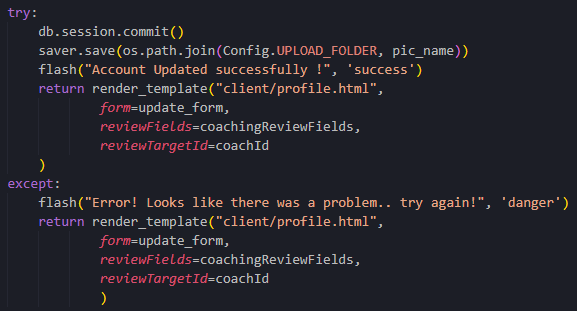 try:
    db.session.commit()
    saver.save(os.path.join(Config.UPLOAD_FOLDER, pic_name))
    flash("Account Updated successfully !", 'success')
    return render_template("client/profile.html",
            form=update_form,
            reviewFields=coachingReviewFields,
            reviewTargetId=coachId
    )
except:
    flash("Error! Looks like there was a problem.. try again!", 'danger')
    return render_template("client/profile.html",
            form=update_form,
            reviewFields=coachingReviewFields,
            reviewTargetId=coachId
            )